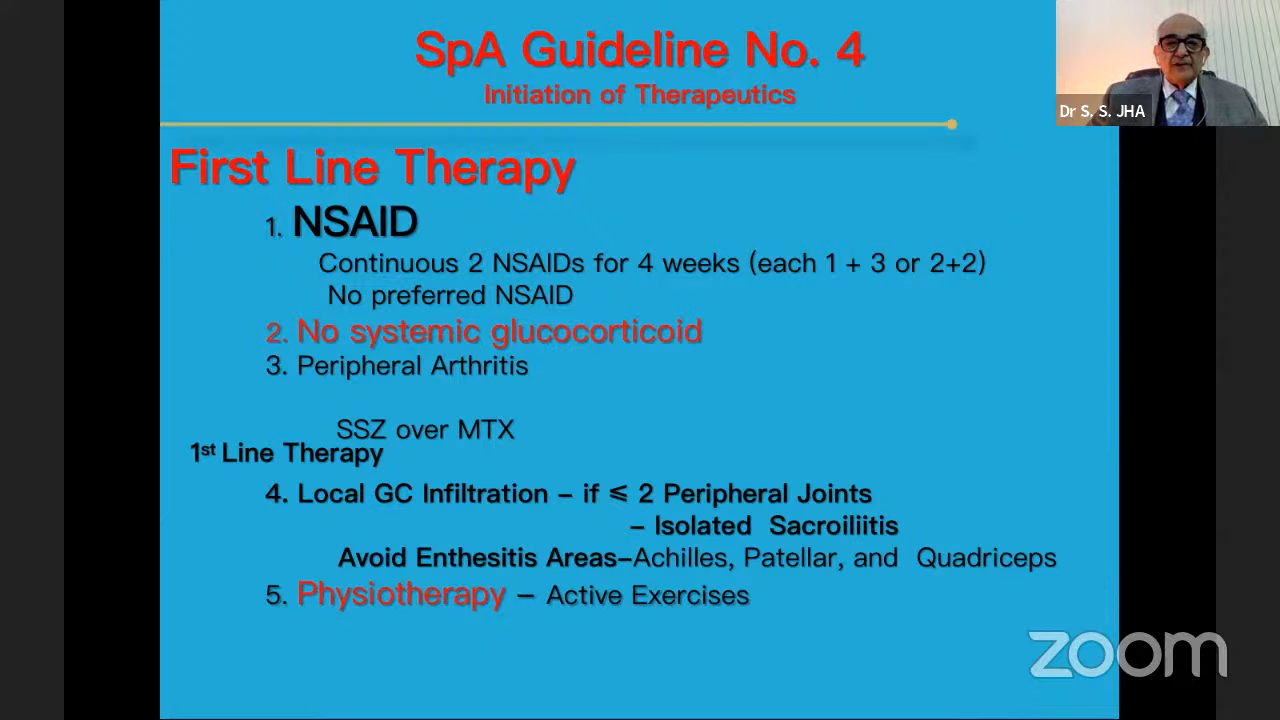 SpA Guideline No. 4
Initiation of Therapeutics
Dr S. S. JHA
First Line Therapy
1. NSAID
Continuous 2 NSAIDs for 4 weeks (each 1 + 3 or 2+2)
No preferred NSAID
2. No systemic glucocorticoid
3. Peripheral Arthritis
SSZ over MTX
1st Line Therapy
4. Local GC Infiltration – if ≤ 2 Peripheral Joints
– Isolated Sacroiliitis
Avoid Enthesitis Areas–Achilles, Patellar, and Quadriceps
5. Physiotherapy – Active Exercises
zoom